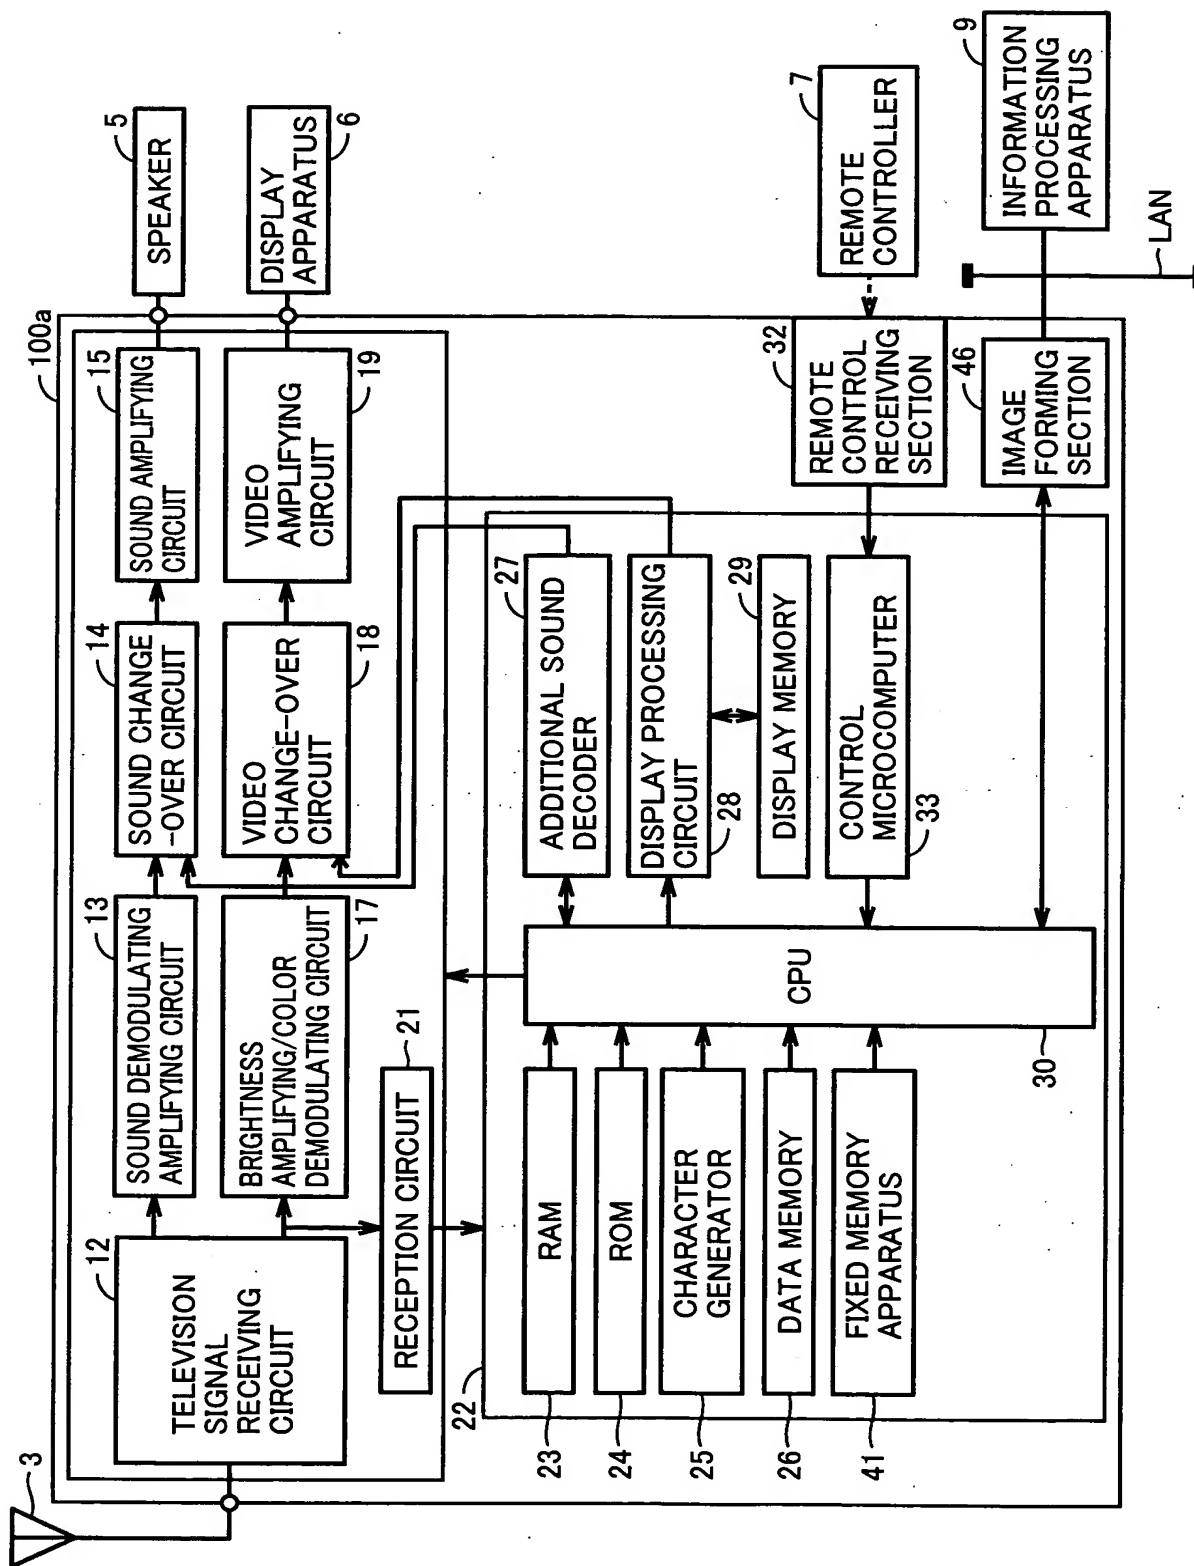 100a
3
12
TELEVISION
SIGNAL
RECEIVING
CIRCUIT
13
SOUND DEMODULATING
AMPLIFYING CIRCUIT
14
SOUND CHANGE
-OVER CIRCUIT
15
SOUND AMPLIFYING
CIRCUIT
5
SPEAKER
17
BRIGHTNESS
AMPLIFYING/COLOR
DEMODULATING CIRCUIT
18
VIDEO
CHANGE-OVER
CIRCUIT
19
VIDEO
AMPLIFYING
CIRCUIT
6
DISPLAY
APPARATUS
21
RECEPTION CIRCUIT
22
23
RAM
24
ROM
25
CHARACTER
GENERATOR
26
DATA MEMORY
41
FIXED MEMORY
APPARATUS
30
CPU
27
ADDITIONAL SOUND
DECODER
28
DISPLAY PROCESSING
CIRCUIT
29
DISPLAY MEMORY
33
CONTROL
MICROCOMPUTER
32
REMOTE
CONTROL
RECEIVING
SECTION
7
REMOTE
CONTROLLER
46
IMAGE
FORMING
SECTION
9
INFORMATION
PROCESSING
APPARATUS
LAN